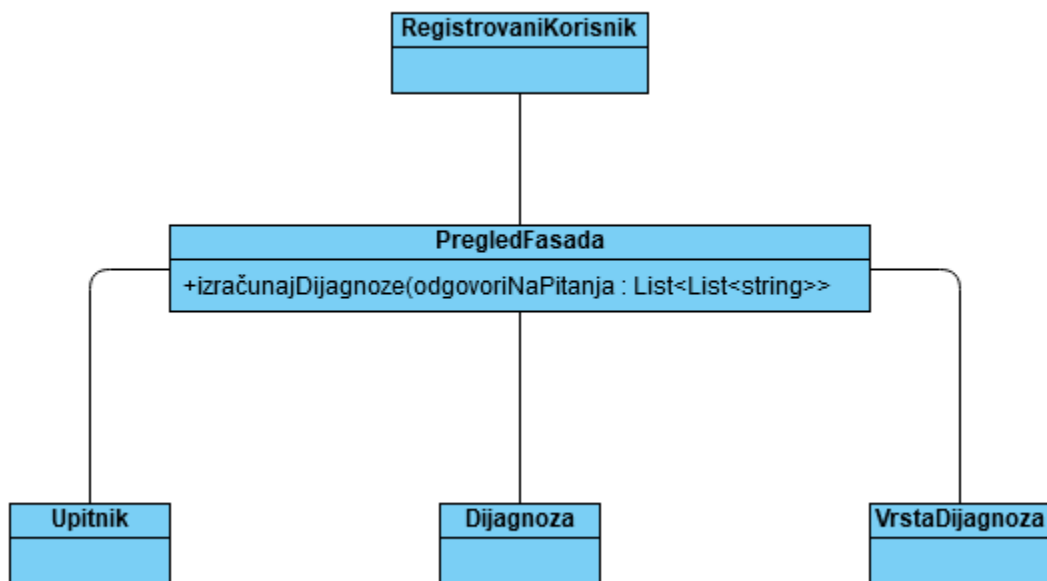 RegistrovaniKorisnik
PregledFasada
+izračunajDijagnoze(odgovoriNaPitanja : List<List<string>>
Upitnik
Dijagnoza
VrstaDijagnoza